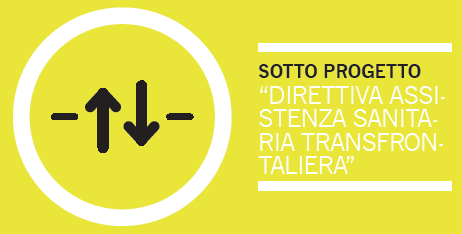 SOTTO PROGETTO
“DIRETTIVA ASSI-
STENZA SANITA-
RIA TRANSFRON-
TALIERA”